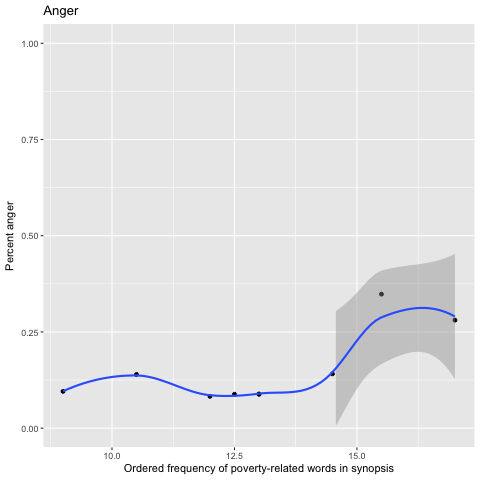 Anger
1.00
0.75
0.50
0.25
0.00
Percent anger
10.0 12.5 15.0
Ordered frequency of poverty-related words in synopsis